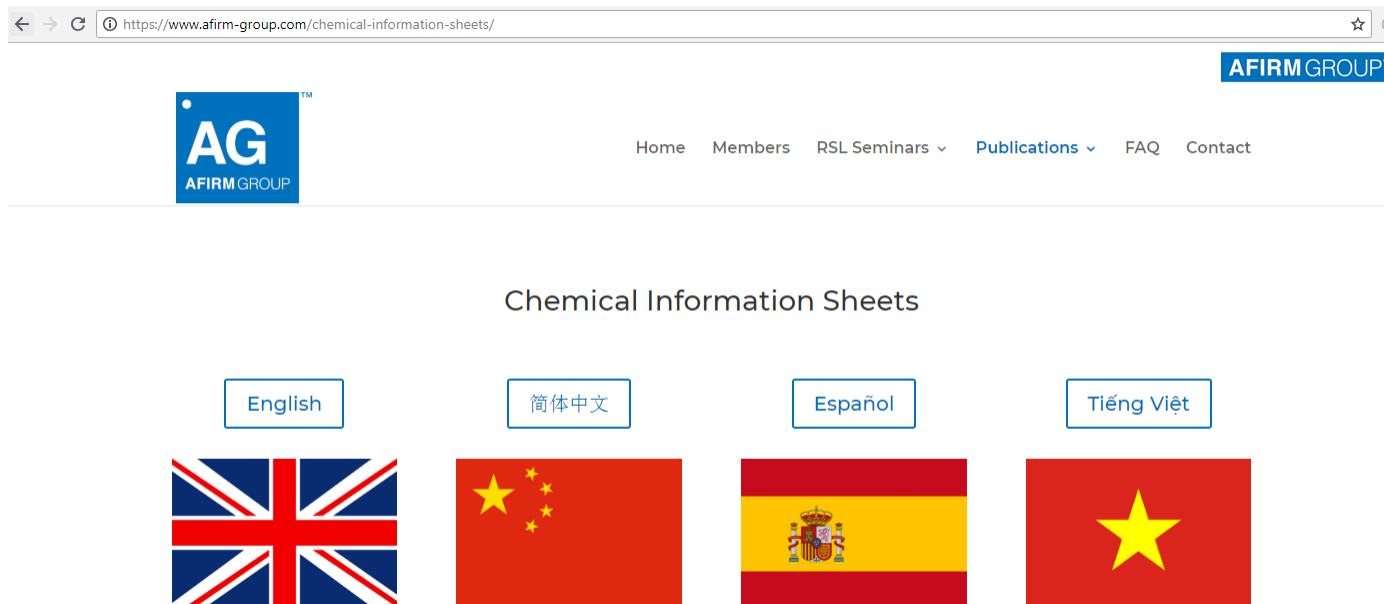 https://www.afirm-group.com/chemical-information-sheets/
AFIRM GROUP
AG
AFIRM GROUP
TM
Home Members RSL Seminars Publications FAQ Contact
Chemical Information Sheets
English 简体中文 Español Tiếng Việt